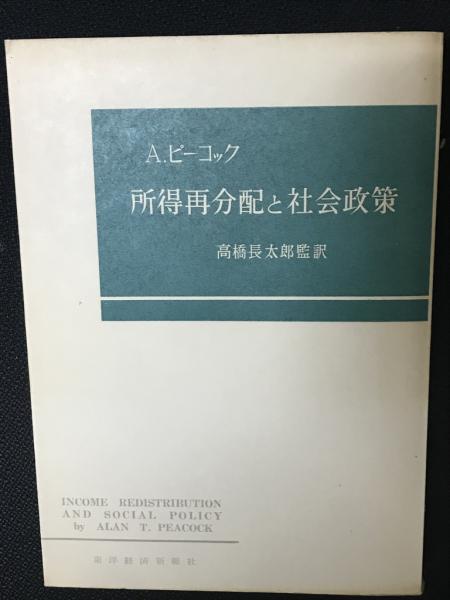 A.ピーコック
所得再分配と社会政策
高橋長太郎監訳
INCOME REDISTRIBUTION
AND SOCIAL POLICY
by ALAN T. PEACOCK
東洋経済新報社